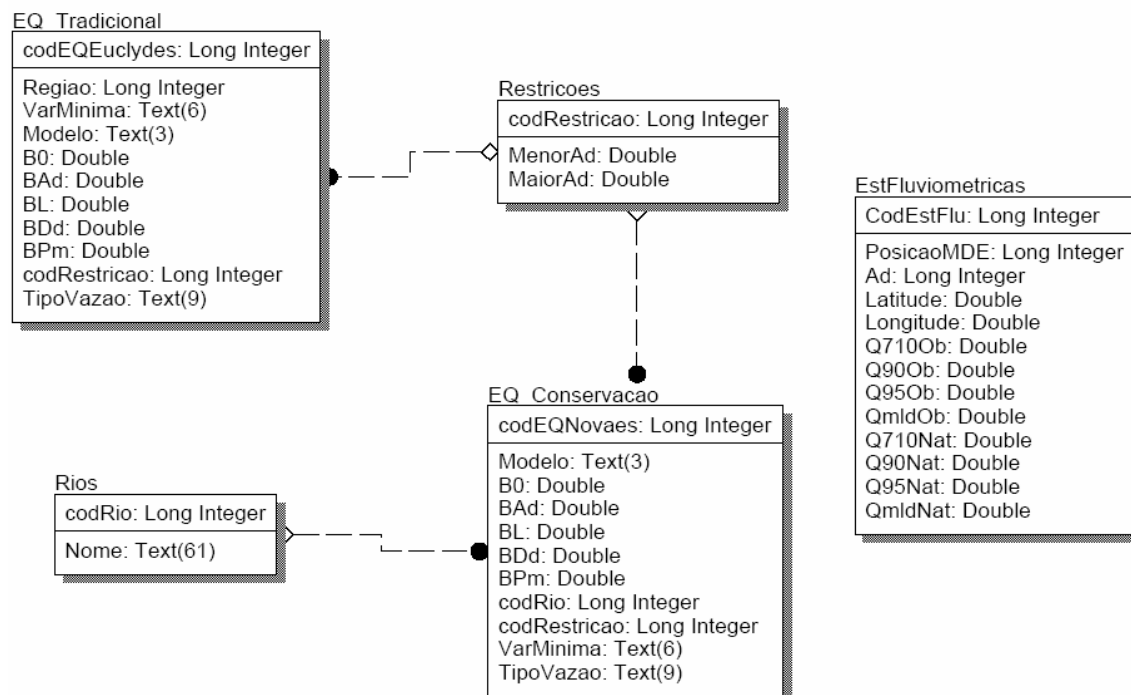 EQ_Tradicional
codEQEuclydes: Long Integer
Regiao: Long Integer
VarMinima: Text(6)
Modelo: Text(3)
B0: Double
BAd: Double
BL: Double
BDd: Double
BPm: Double
codRestricao: Long Integer
TipoVazao: Text(9)
Restricoes
codRestricao: Long Integer
MenorAd: Double
MaiorAd: Double
EstFluviometricas
CodEstFlu: Long Integer
PosicaoMDE: Long Integer
Ad: Long Integer
Latitude: Double
Longitude: Double
Q710Ob: Double
Q90Ob: Double
Q95Ob: Double
QmldOb: Double
Q710Nat: Double
Q90Nat: Double
Q95Nat: Double
QmldNat: Double
EQ_Conservacao
codEQNovaes: Long Integer
Modelo: Text(3)
B0: Double
BAd: Double
BL: Double
BDd: Double
BPm: Double
codRio: Long Integer
codRestricao: Long Integer
VarMinima: Text(6)
TipoVazao: Text(9)
Rios
codRio: Long Integer
Nome: Text(61)